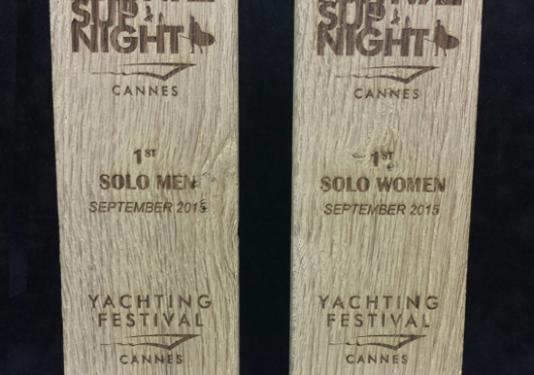 SUP
NIGHT
CANNES
1ST
SOLO MEN
SEPTEMBER 2015
YACHTING
FESTIVAL
CANNES
SUP
NIGHT
CANNES
1ST
SOLO WOMEN
SEPTEMBER 2015
YACHTING
FESTIVAL
CANNES